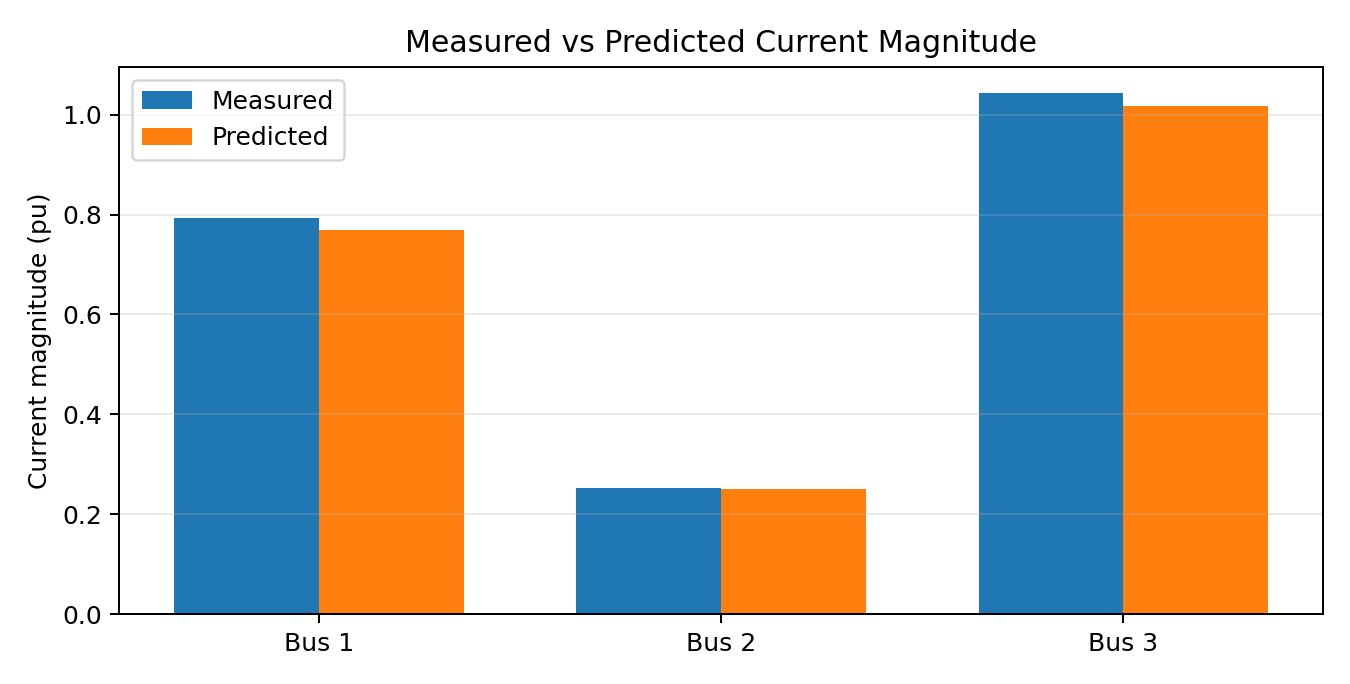 Measured vs Predicted Current Magnitude
Measured
Predicted
Current magnitude (pu)
1.0
0.8
0.6
0.4
0.2
0.0
Bus 1
Bus 2
Bus 3